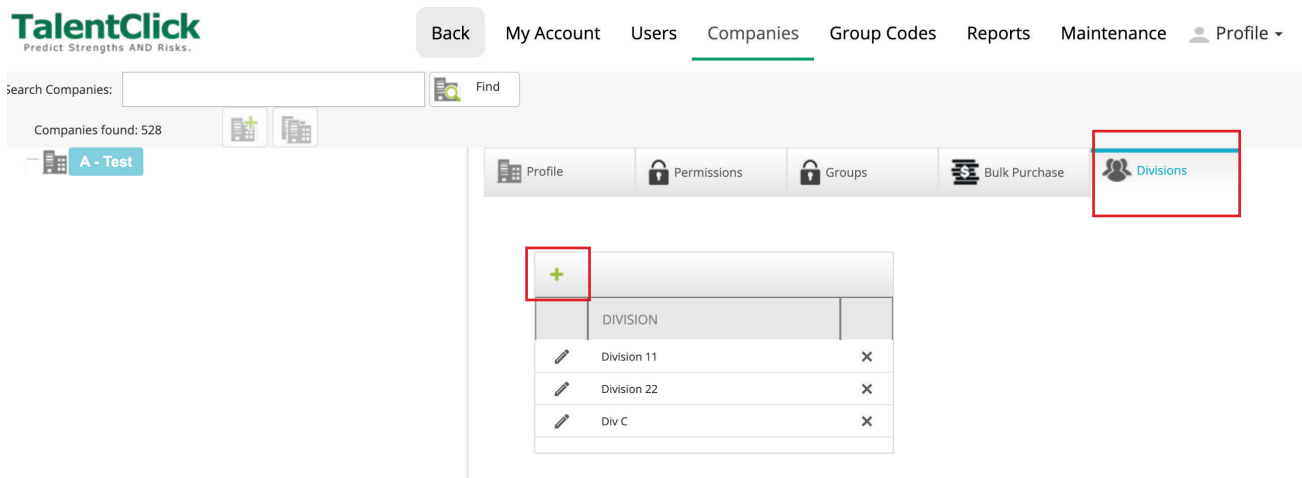 TalentClick
Predict Strengths AND Risks.
Back My Account Users Companies Group Codes Reports Maintenance Profile
Search Companies: Find
Companies found: 528
A - Test
Profile Permissions Groups Bulk Purchase Divisions
DIVISION
Division 11
Division 22
Div C